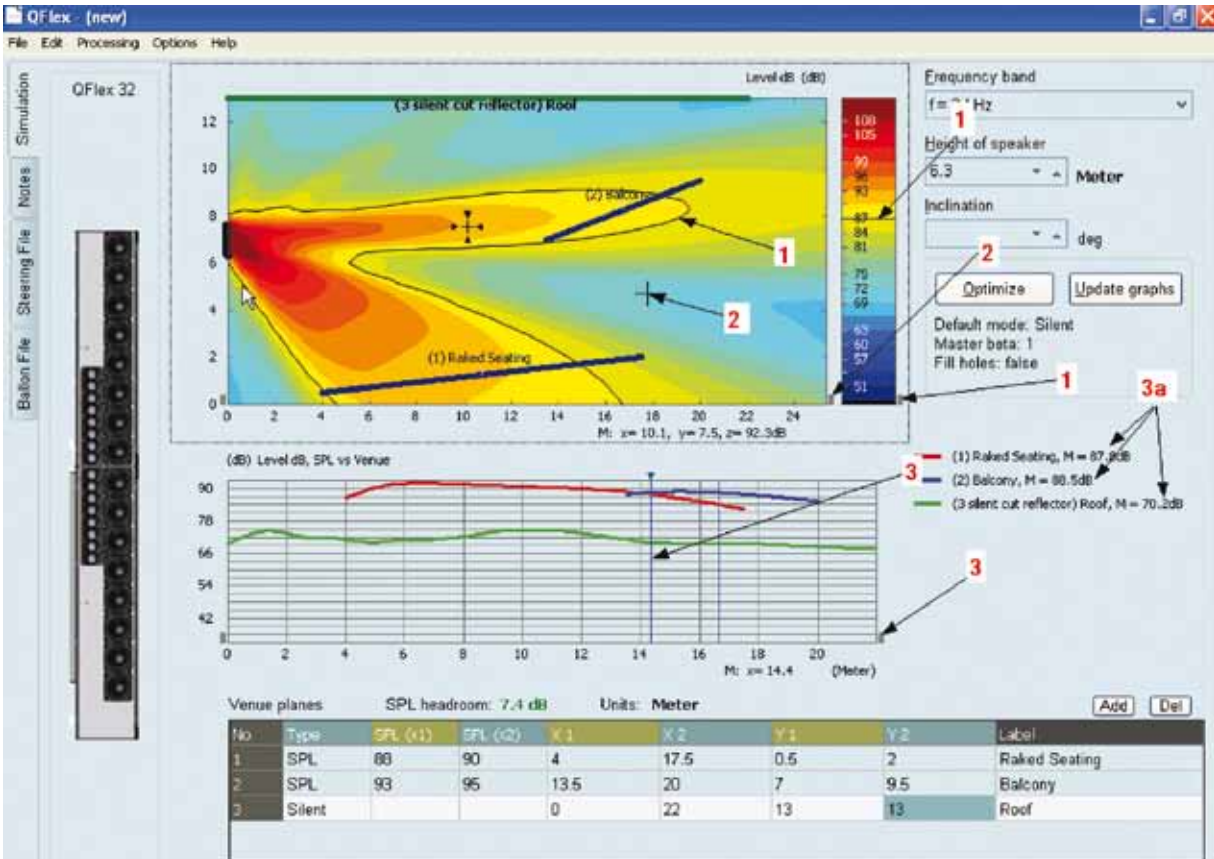 QFlex - (new)
File Edit Processing Options Help
Simulation
Notes
Steering File
Ballon File
QFlex 32
Level dB (dB)
(3 silent cut reflector) Roof
(2) Balcony
(1) Raked Seating
12
10
8
6
4
2
0
0 2 4 6 8 10 12 14 16 18 20 22 24
M: x= 10.1, y= 7.5, z= 92.3dB
108
105
99
96
93
87
84
81
75
72
69
63
60
57
51
1
2
Frequency band
Hz
1
Height of speaker
6.3 Meter
Inclination
deg
2
Optimize Update graphs
Default mode: Silent
Master beta: 1
Fill holes: false
1
3a
(dB) Level dB, SPL vs Venue
90
78
66
54
42
0 2 4 6 8 10 12 14 16 18 20
M: x= 14.4 (Meter)
3
(1) Raked Seating, M = 87.8dB
(2) Balcony, M = 88.5dB
(3 silent cut reflector) Roof, M = 70.2dB
3
Venue planes SPL headroom: 7.4 dB Units: Meter Add Del
No Type SPL (x1) SPL (x2) X 1 X 2 Y 1 Y 2 Label
1 SPL 88 90 4 17.5 0.5 2 Raked Seating
2 SPL 93 95 13.5 20 7 9.5 Balcony
3 Silent 0 22 13 13 Roof